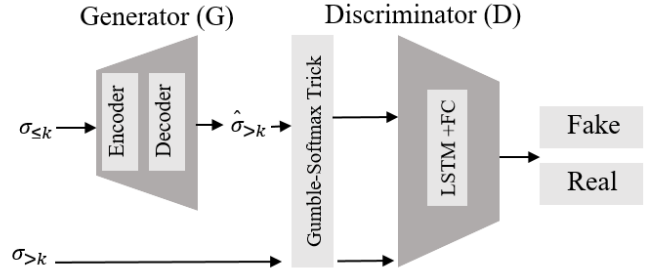 Generator (G)
Discriminator (D)
σ≤k
Encoder
Decoder
σ̂>k
Gumble-Softmax Trick
LSTM +FC
Fake
Real
σ>k